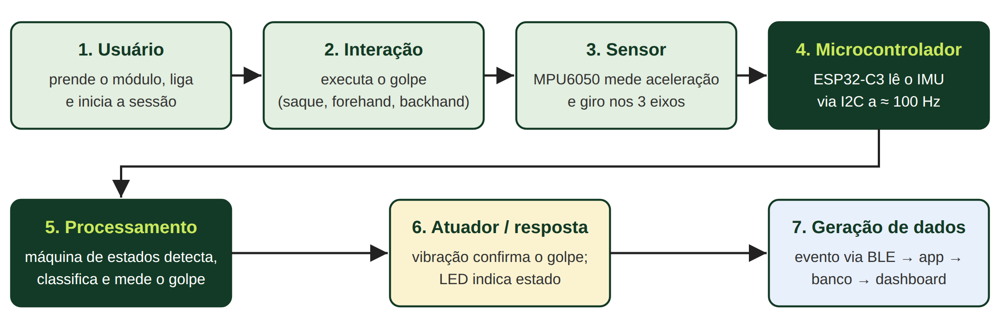 1. Usuário
prende o módulo, liga
e inicia a sessão
2. Interação
executa o golpe
(saque, forehand, backhand)
3. Sensor
MPU6050 mede aceleração
e giro nos 3 eixos
4. Microcontrolador
ESP32-C3 lê o IMU
via I2C a ≈ 100 Hz
5. Processamento
máquina de estados detecta,
classifica e mede o golpe
6. Atuador / resposta
vibração confirma o golpe;
LED indica estado
7. Geração de dados
evento via BLE → app →
banco → dashboard